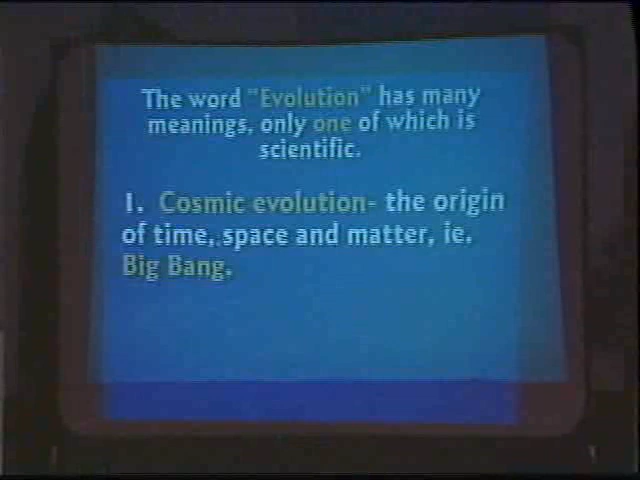 The word "Evolution" has many
meanings, only one of which is
scientific.
1. Cosmic evolution- the origin
of time, space and matter, ie.
Big Bang.